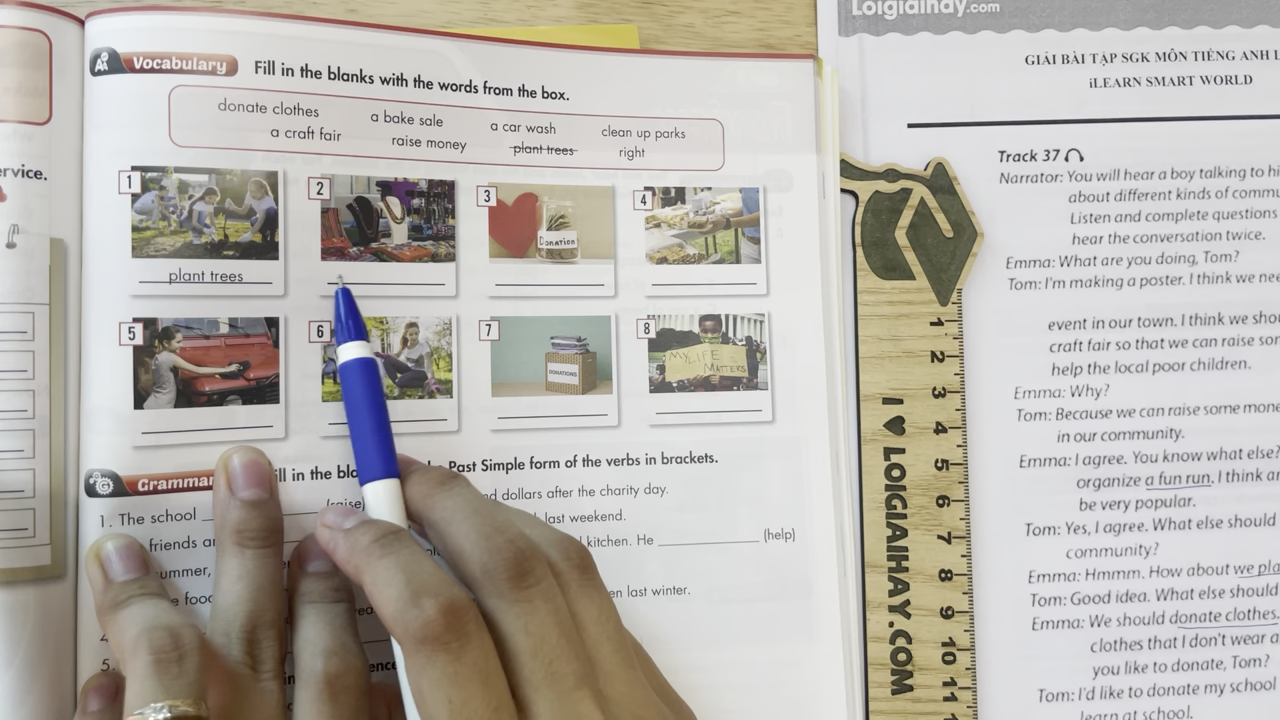 ervice.
Vocabulary
Fill in the blanks with the words from the box.
donate clothes a bake sale a car wash clean up parks
a craft fair raise money plant trees right
1
2
3
4
Donation
plant trees
5
6
7
8
DONATIONS
MY LIFE
MATTERS
Grammar
ill in the bla Past Simple form of the verbs in brackets.
1. The school (raise) nd dollars after the charity day.
friends a last weekend.
kitchen. He (help)
ummer,
e food en last winter.
4
5.
Loigiaihay.com
GIẢI BÀI TẬP SGK MÔN TIẾNG ANH L
iLEARN SMART WORLD
Track 37
Narrator: You will hear a boy talking to hi
about different kinds of commu
Listen and complete questions
hear the conversation twice.
Emma: What are you doing, Tom?
Tom: I'm making a poster. I think we nee
event in our town. I think we shou
craft fair so that we can raise son
help the local poor children.
Emma: Why?
Tom: Because we can raise some mone
in our community.
Emma: I agree. You know what else?
organize a fun run. I think a
be very popular.
Tom: Yes, I agree. What else should
community?
Emma: Hmmm. How about we pla
Tom: Good idea. What else should
Emma: We should donate clothes.
clothes that I don't wear a
you like to donate, Tom?
Tom: I'd like to donate my school
learn at school.
1 2 3 4 5 6 7 8 9 10 11
I LOIGIAIHAY.COM